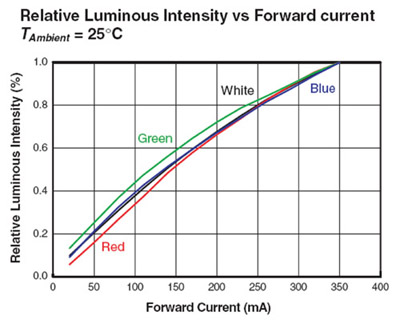 Relative Luminous Intensity vs Forward current
TAmbient = 25°C
Relative Luminous Intensity (%)
1.0
0.8
0.6
0.4
0.2
0.0
White
Blue
Green
Red
0 50 100 150 200 250 300 350 400
Forward Current (mA)